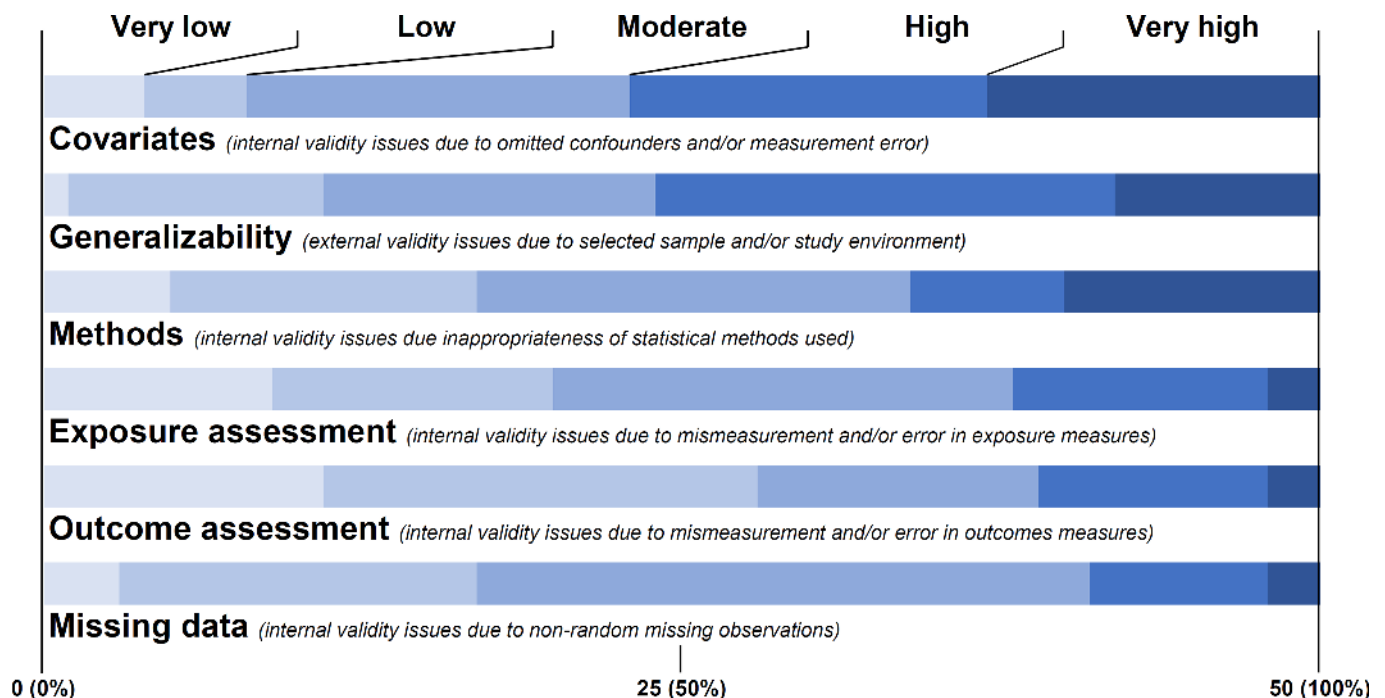 Very low Low Moderate High Very high
Covariates (internal validity issues due to omitted confounders and/or measurement error)
Generalizability (external validity issues due to selected sample and/or study environment)
Methods (internal validity issues due inappropriateness of statistical methods used)
Exposure assessment (internal validity issues due to mismeasurement and/or error in exposure measures)
Outcome assessment (internal validity issues due to mismeasurement and/or error in outcomes measures)
Missing data (internal validity issues due to non-random missing observations)
0 (0%) 25 (50%) 50 (100%)